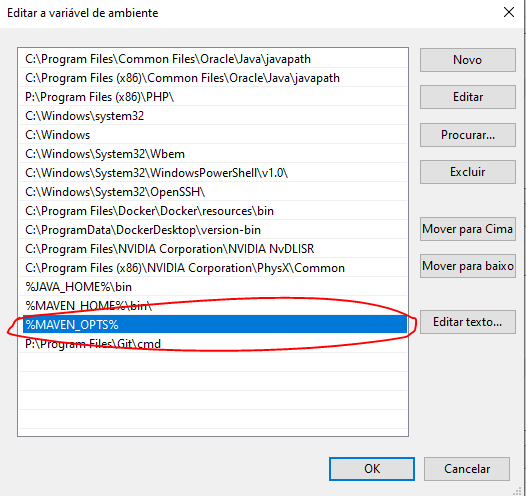 Editar a variável de ambiente
C:\Program Files\Common Files\Oracle\Java\javapath
C:\Program Files (x86)\Common Files\Oracle\Java\javapath
P:\Program Files (x86)\PHP\
C:\Windows\system32
C:\Windows
C:\Windows\System32\Wbem
C:\Windows\System32\WindowsPowerShell\v1.0\
C:\Windows\System32\OpenSSH\
C:\Program Files\Docker\Docker\resources\bin
C:\ProgramData\DockerDesktop\version-bin
C:\Program Files\NVIDIA Corporation\NVIDIA NvDLISR
C:\Program Files (x86)\NVIDIA Corporation\PhysX\Common
%JAVA_HOME%\bin
%MAVEN_HOME%\bin\
%MAVEN_OPTS%
P:\Program Files\Git\cmd
Novo
Editar
Procurar...
Excluir
Mover para Cima
Mover para baixo
Editar texto...
OK
Cancelar